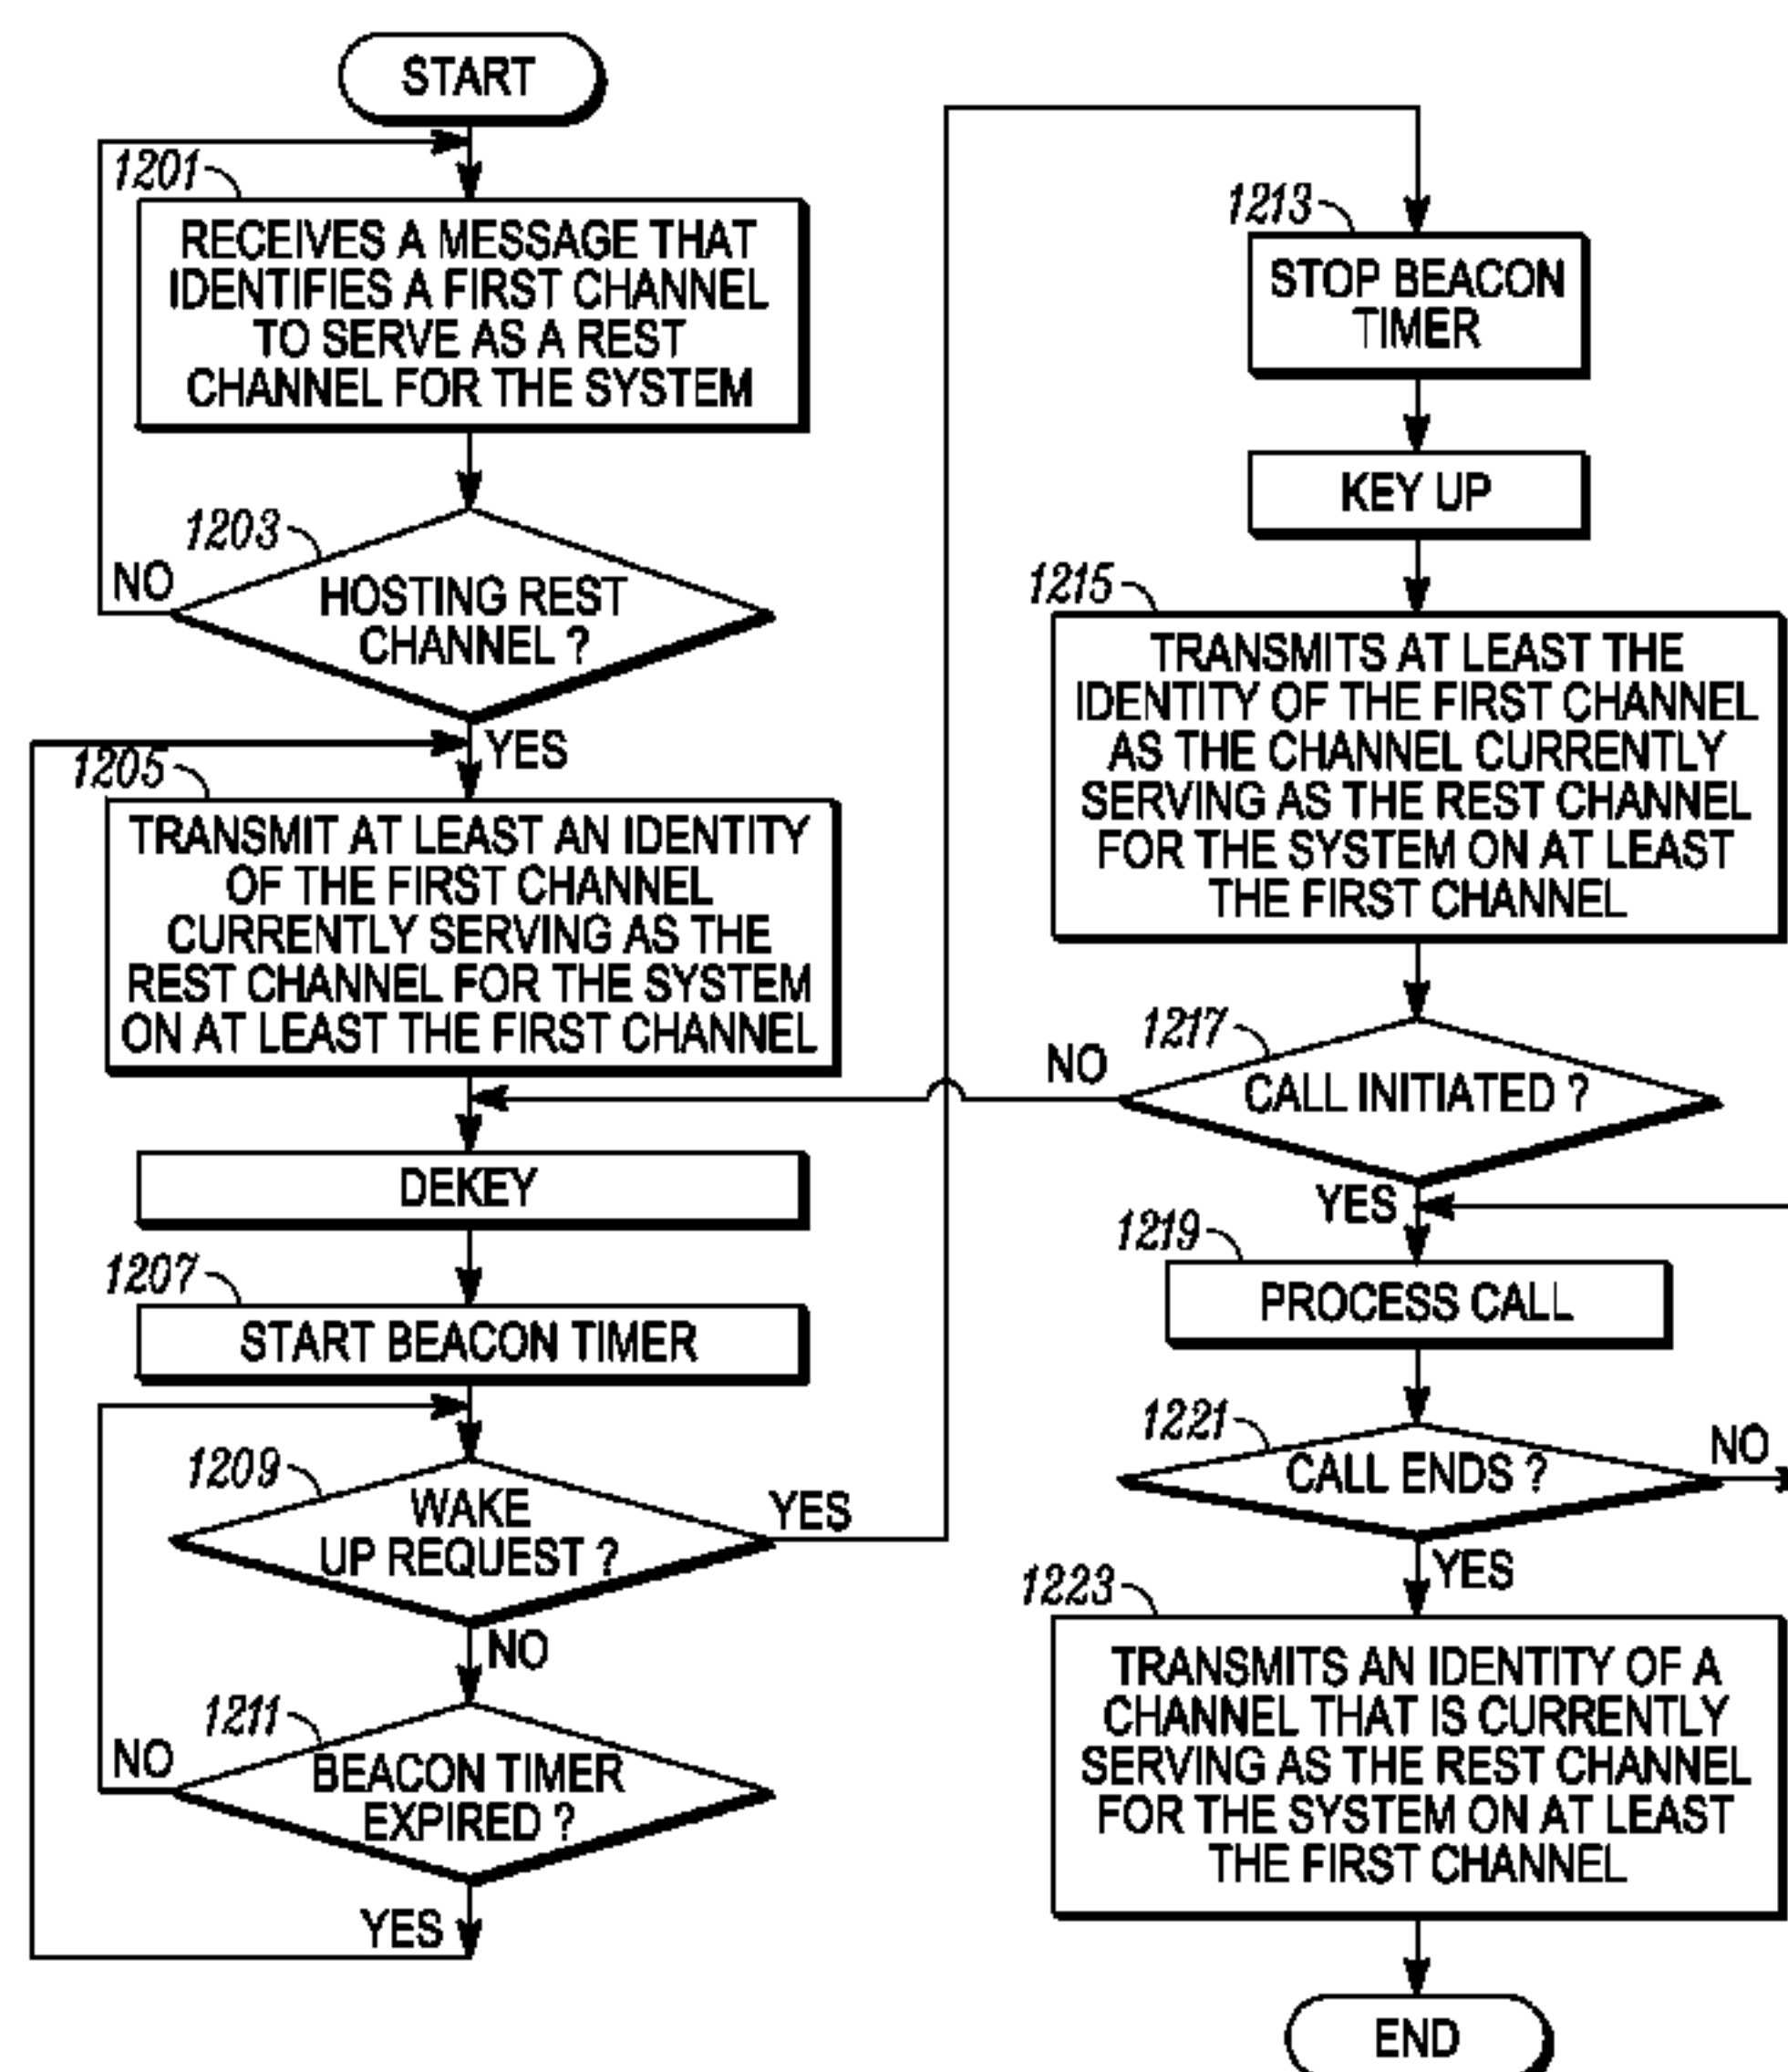 START
1201
RECEIVES A MESSAGE THAT
IDENTIFIES A FIRST CHANNEL
TO SERVE AS A REST
CHANNEL FOR THE SYSTEM
1203
NO
HOSTING REST
CHANNEL ?
YES
1205
TRANSMIT AT LEAST AN IDENTITY
OF THE FIRST CHANNEL
CURRENTLY SERVING AS THE
REST CHANNEL FOR THE SYSTEM
ON AT LEAST THE FIRST CHANNEL
DEKEY
1207
START BEACON TIMER
1209
WAKE
UP REQUEST ?
YES
NO
1211
NO
BEACON TIMER
EXPIRED ?
YES
1213
STOP BEACON
TIMER
KEY UP
1215
TRANSMITS AT LEAST THE
IDENTITY OF THE FIRST CHANNEL
AS THE CHANNEL CURRENTLY
SERVING AS THE REST CHANNEL
FOR THE SYSTEM ON AT LEAST
THE FIRST CHANNEL
1217
NO
CALL INITIATED ?
YES
1219
PROCESS CALL
1221
CALL ENDS ?
NO
YES
1223
TRANSMITS AN IDENTITY OF A
CHANNEL THAT IS CURRENTLY
SERVING AS THE REST CHANNEL
FOR THE SYSTEM ON AT LEAST
THE FIRST CHANNEL
END